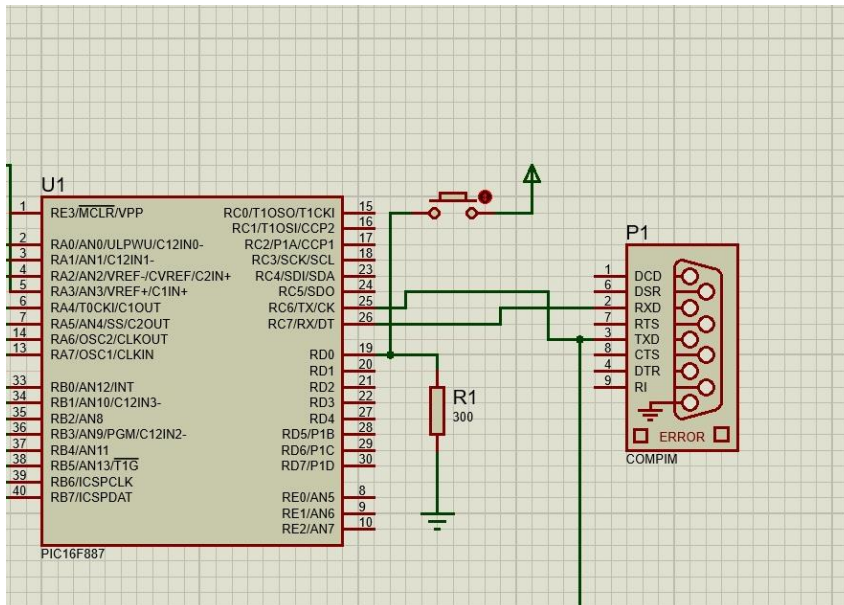 U1
1 RE3/MCLR/VPP
2 RA0/AN0/ULPWU/C12IN0-
3 RA1/AN1/C12IN1-
4 RA2/AN2/VREF-/CVREF/C2IN+
5 RA3/AN3/VREF+/C1IN+
6 RA4/T0CKI/C1OUT
7 RA5/AN4/SS/C2OUT
14 RA6/OSC2/CLKOUT
13 RA7/OSC1/CLKIN
33 RB0/AN12/INT
34 RB1/AN10/C12IN3-
35 RB2/AN8
36 RB3/AN9/PGM/C12IN2-
37 RB4/AN11
38 RB5/AN13/T1G
39 RB6/ICSPCLK
40 RB7/ICSPDAT
RC0/T1OSO/T1CKI 15
RC1/T1OSI/CCP2 16
RC2/P1A/CCP1 17
RC3/SCK/SCL 18
RC4/SDI/SDA 23
RC5/SDO 24
RC6/TX/CK 25
RC7/RX/DT 26
RD0 19
RD1 20
RD2 21
RD3 22
RD4 27
RD5/P1B 28
RD6/P1C 29
RD7/P1D 30
RE0/AN5 8
RE1/AN6 9
RE2/AN7 10
PIC16F887
R1
300
P1
1 DCD
6 DSR
2 RXD
7 RTS
3 TXD
8 CTS
4 DTR
9 RI
ERROR
COMPIM